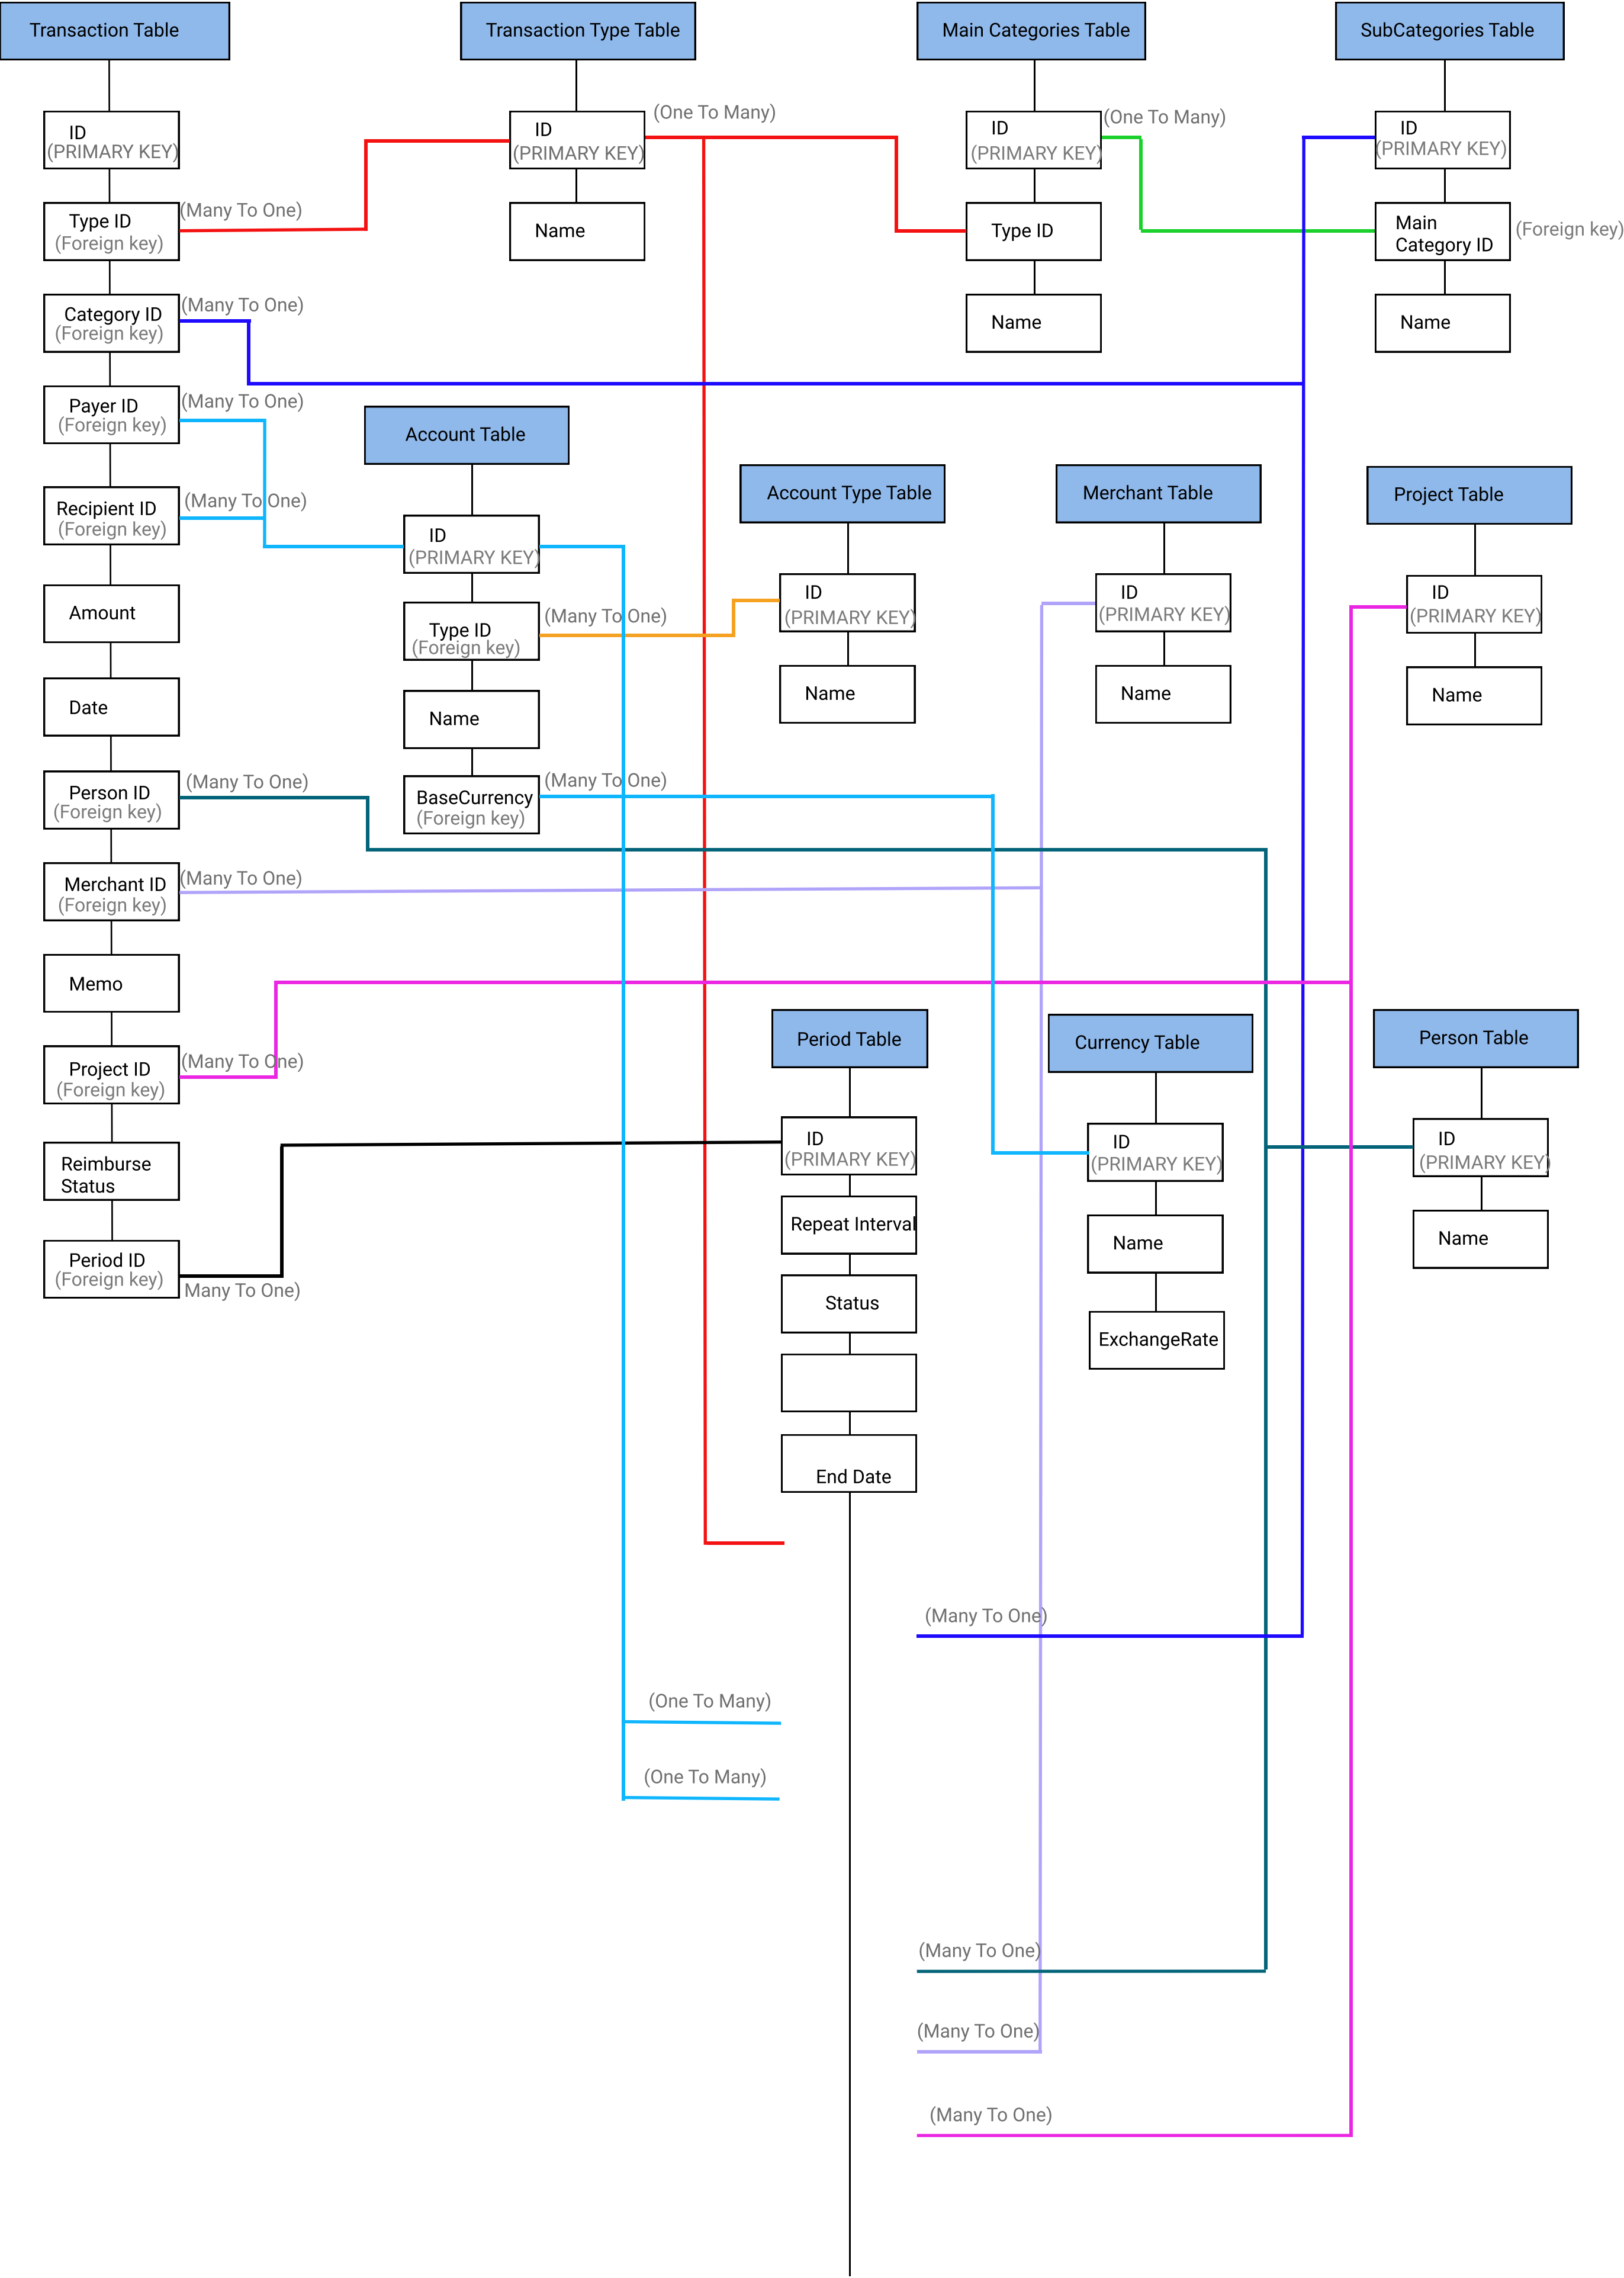 Transaction Table
Transaction Type Table
Main Categories Table
SubCategories Table
ID
(PRIMARY KEY)
ID
(PRIMARY KEY)
(One To Many)
ID
(PRIMARY KEY)
(One To Many)
ID
(PRIMARY KEY)
Type ID
(Foreign key)
(Many To One)
Name
Type ID
Main
Category ID
(Foreign key)
Category ID
(Foreign key)
(Many To One)
Name
Name
Payer ID
(Foreign key)
(Many To One)
Account Table
Account Type Table
Merchant Table
Project Table
Recipient ID
(Foreign key)
(Many To One)
ID
(PRIMARY KEY)
ID
(PRIMARY KEY)
ID
(PRIMARY KEY)
ID
(PRIMARY KEY)
Amount
Type ID
(Foreign key)
(Many To One)
Name
Name
Name
Date
Name
Person ID
(Foreign key)
(Many To One)
BaseCurrency
(Foreign key)
(Many To One)
Merchant ID
(Foreign key)
(Many To One)
Memo
Period Table
Currency Table
Person Table
Project ID
(Foreign key)
(Many To One)
ID
(PRIMARY KEY)
ID
(PRIMARY KEY)
ID
(PRIMARY KEY)
Reimburse
Status
Repeat Interval
Name
Name
Period ID
(Foreign key)
Many To One)
Status
ExchangeRate
End Date
(Many To One)
(One To Many)
(One To Many)
(Many To One)
(Many To One)
(Many To One)